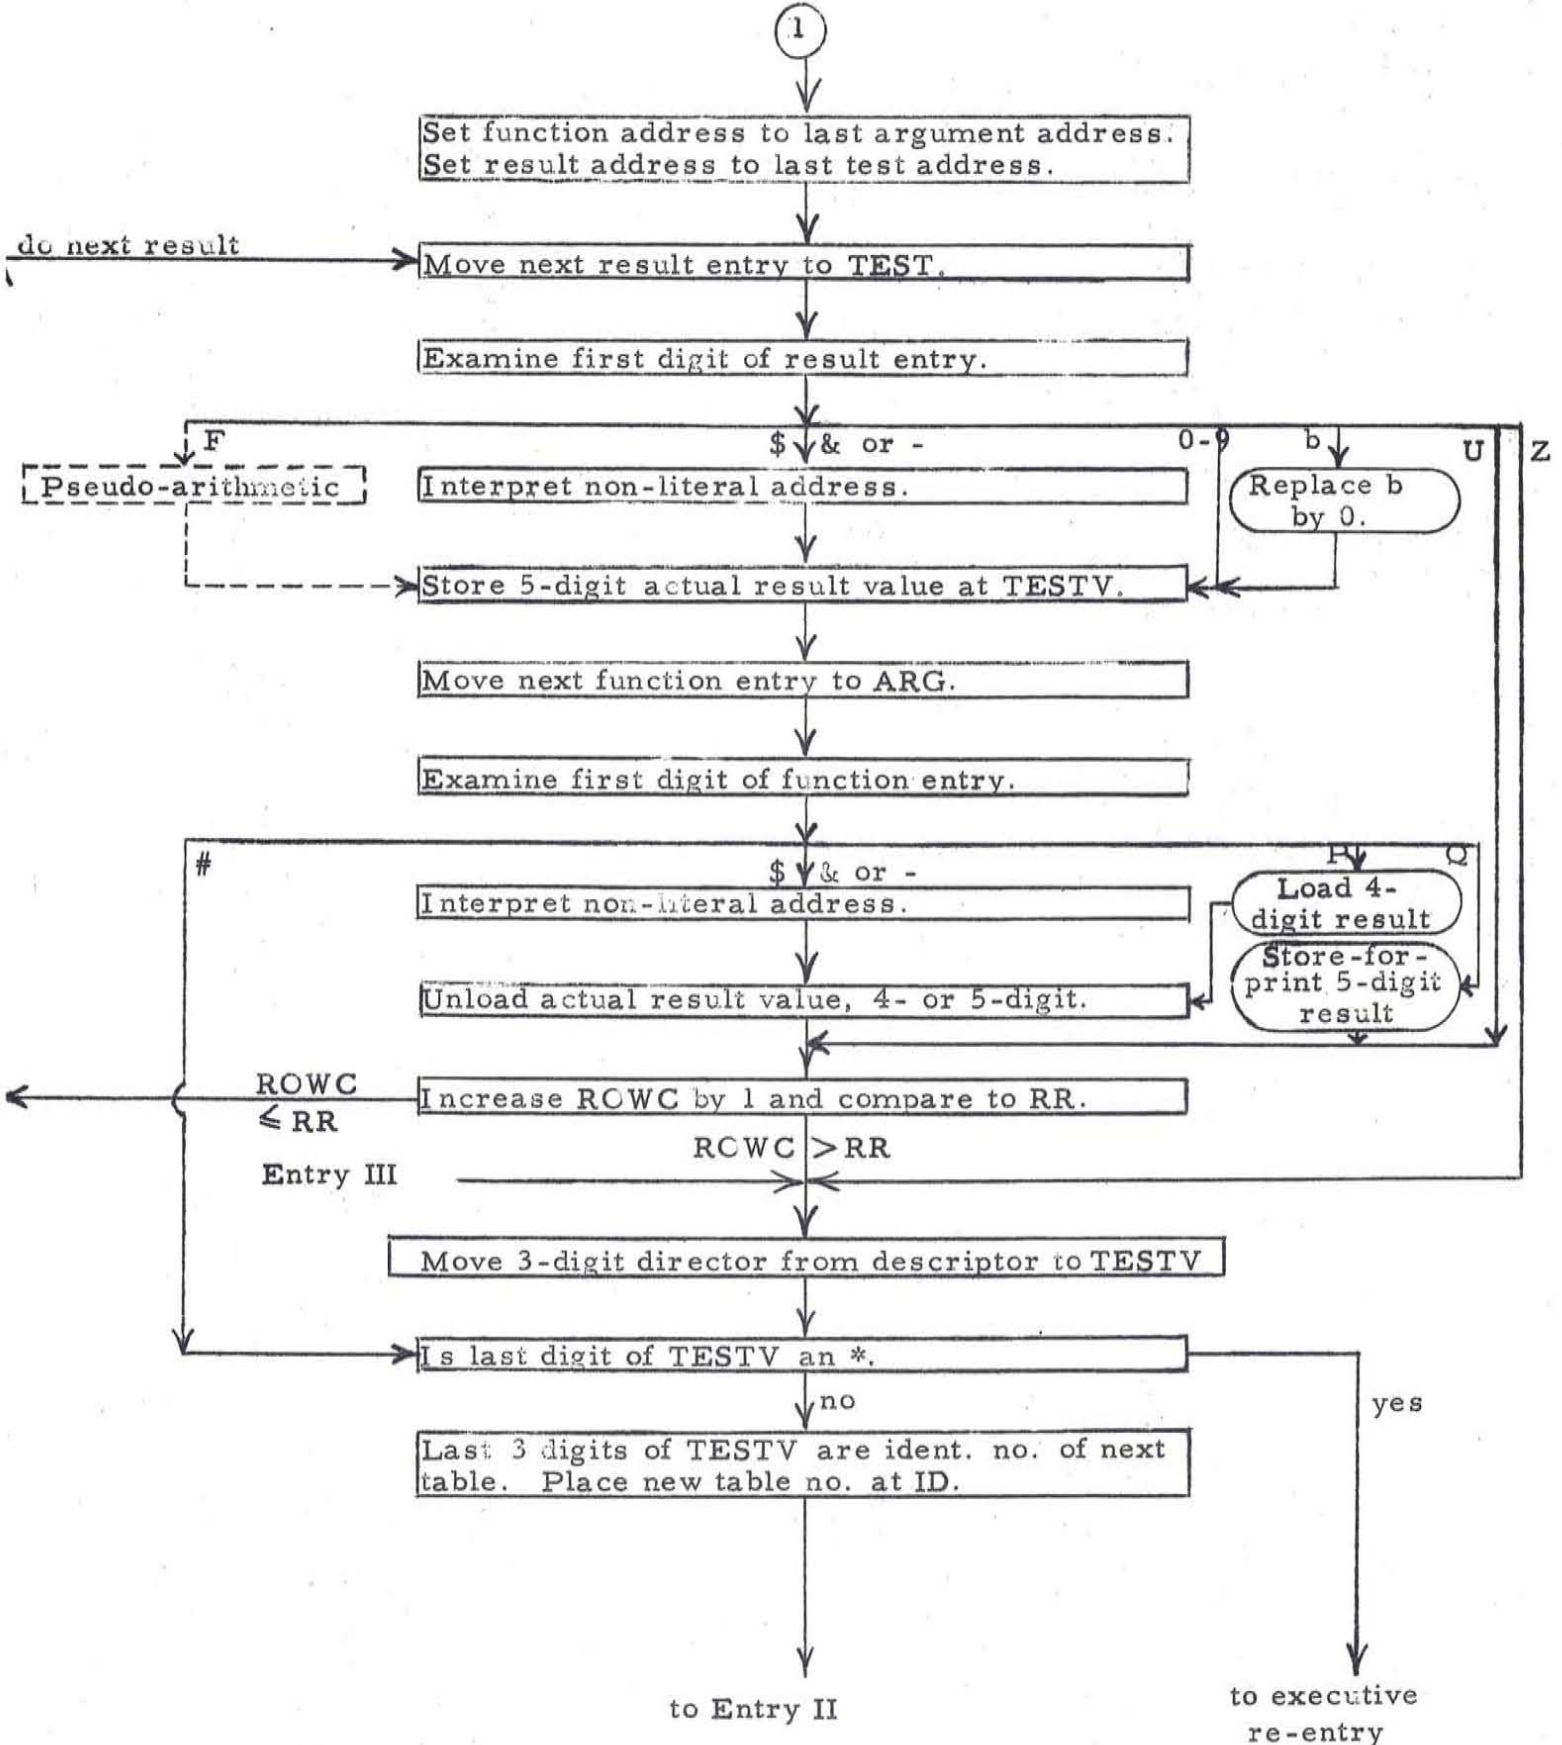 1
Set function address to last argument address.
Set result address to last test address.
do next result
Move next result entry to TEST.
Examine first digit of result entry.
F
$ & or -
0-9
b
U
Z
Pseudo-arithmetic
Interpret non-literal address.
Replace b
by 0.
Store 5-digit actual result value at TESTV.
Move next function entry to ARG.
Examine first digit of function entry.
#
$ & or -
P
Q
Interpret non-literal address.
Load 4-
digit result
Unload actual result value, 4- or 5-digit.
Store-for-
print 5-digit
result
ROWC
≤ RR
Increase ROWC by 1 and compare to RR.
ROWC > RR
Entry III
Move 3-digit director from descriptor to TESTV
Is last digit of TESTV an *.
no
yes
Last 3 digits of TESTV are ident. no. of next
table. Place new table no. at ID.
to Entry II
to executive
re-entry